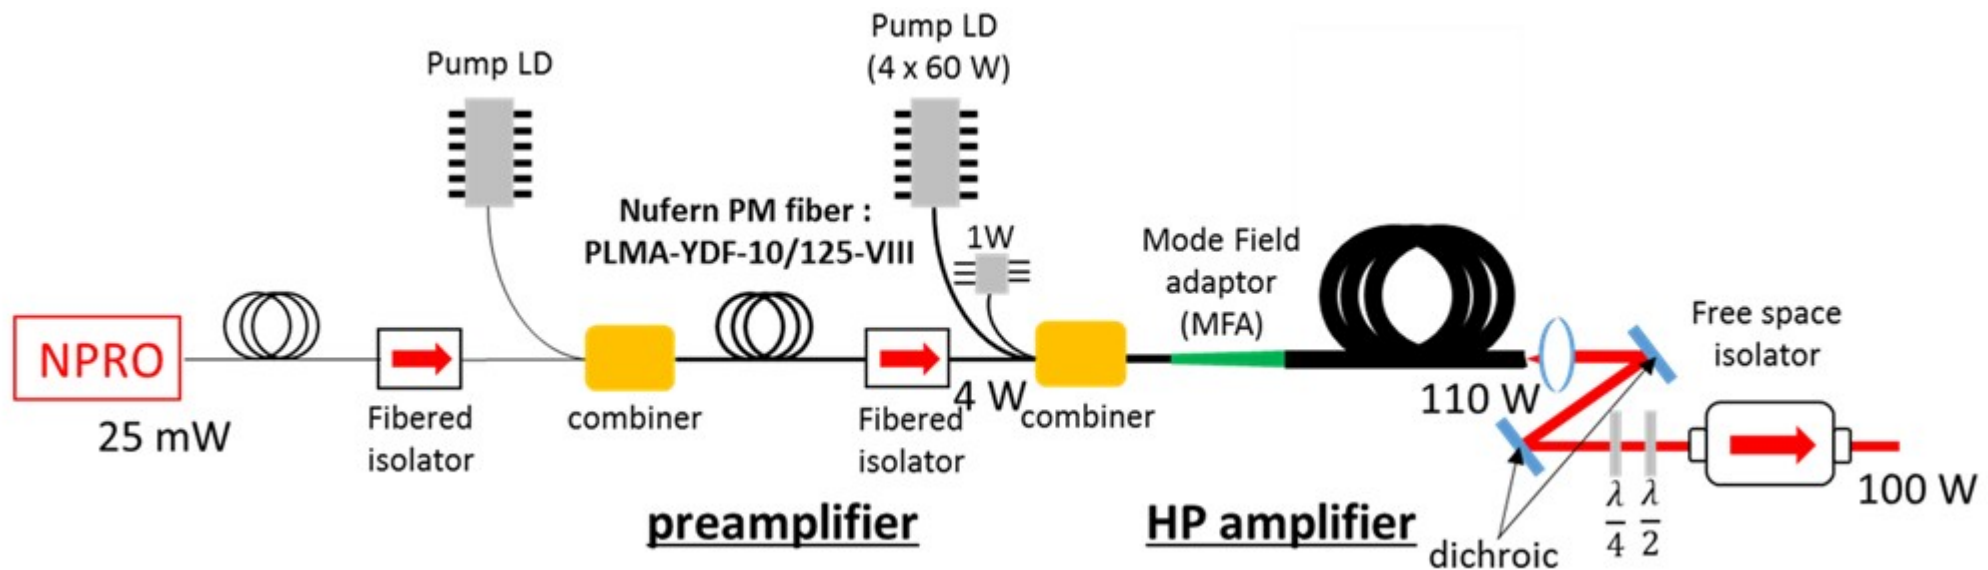 Pump LD
Pump LD
(4 x 60 W)
Nufern PM fiber :
PLMA-YDF-10/125-VIII
1W
Mode Field
adaptor
(MFA)
Free space
isolator
NPRO
25 mW
Fibered
isolator
combiner
Fibered
isolator
4 W
combiner
110 W
100 W
preamplifier
HP amplifier
dichroic
λ/4
λ/2